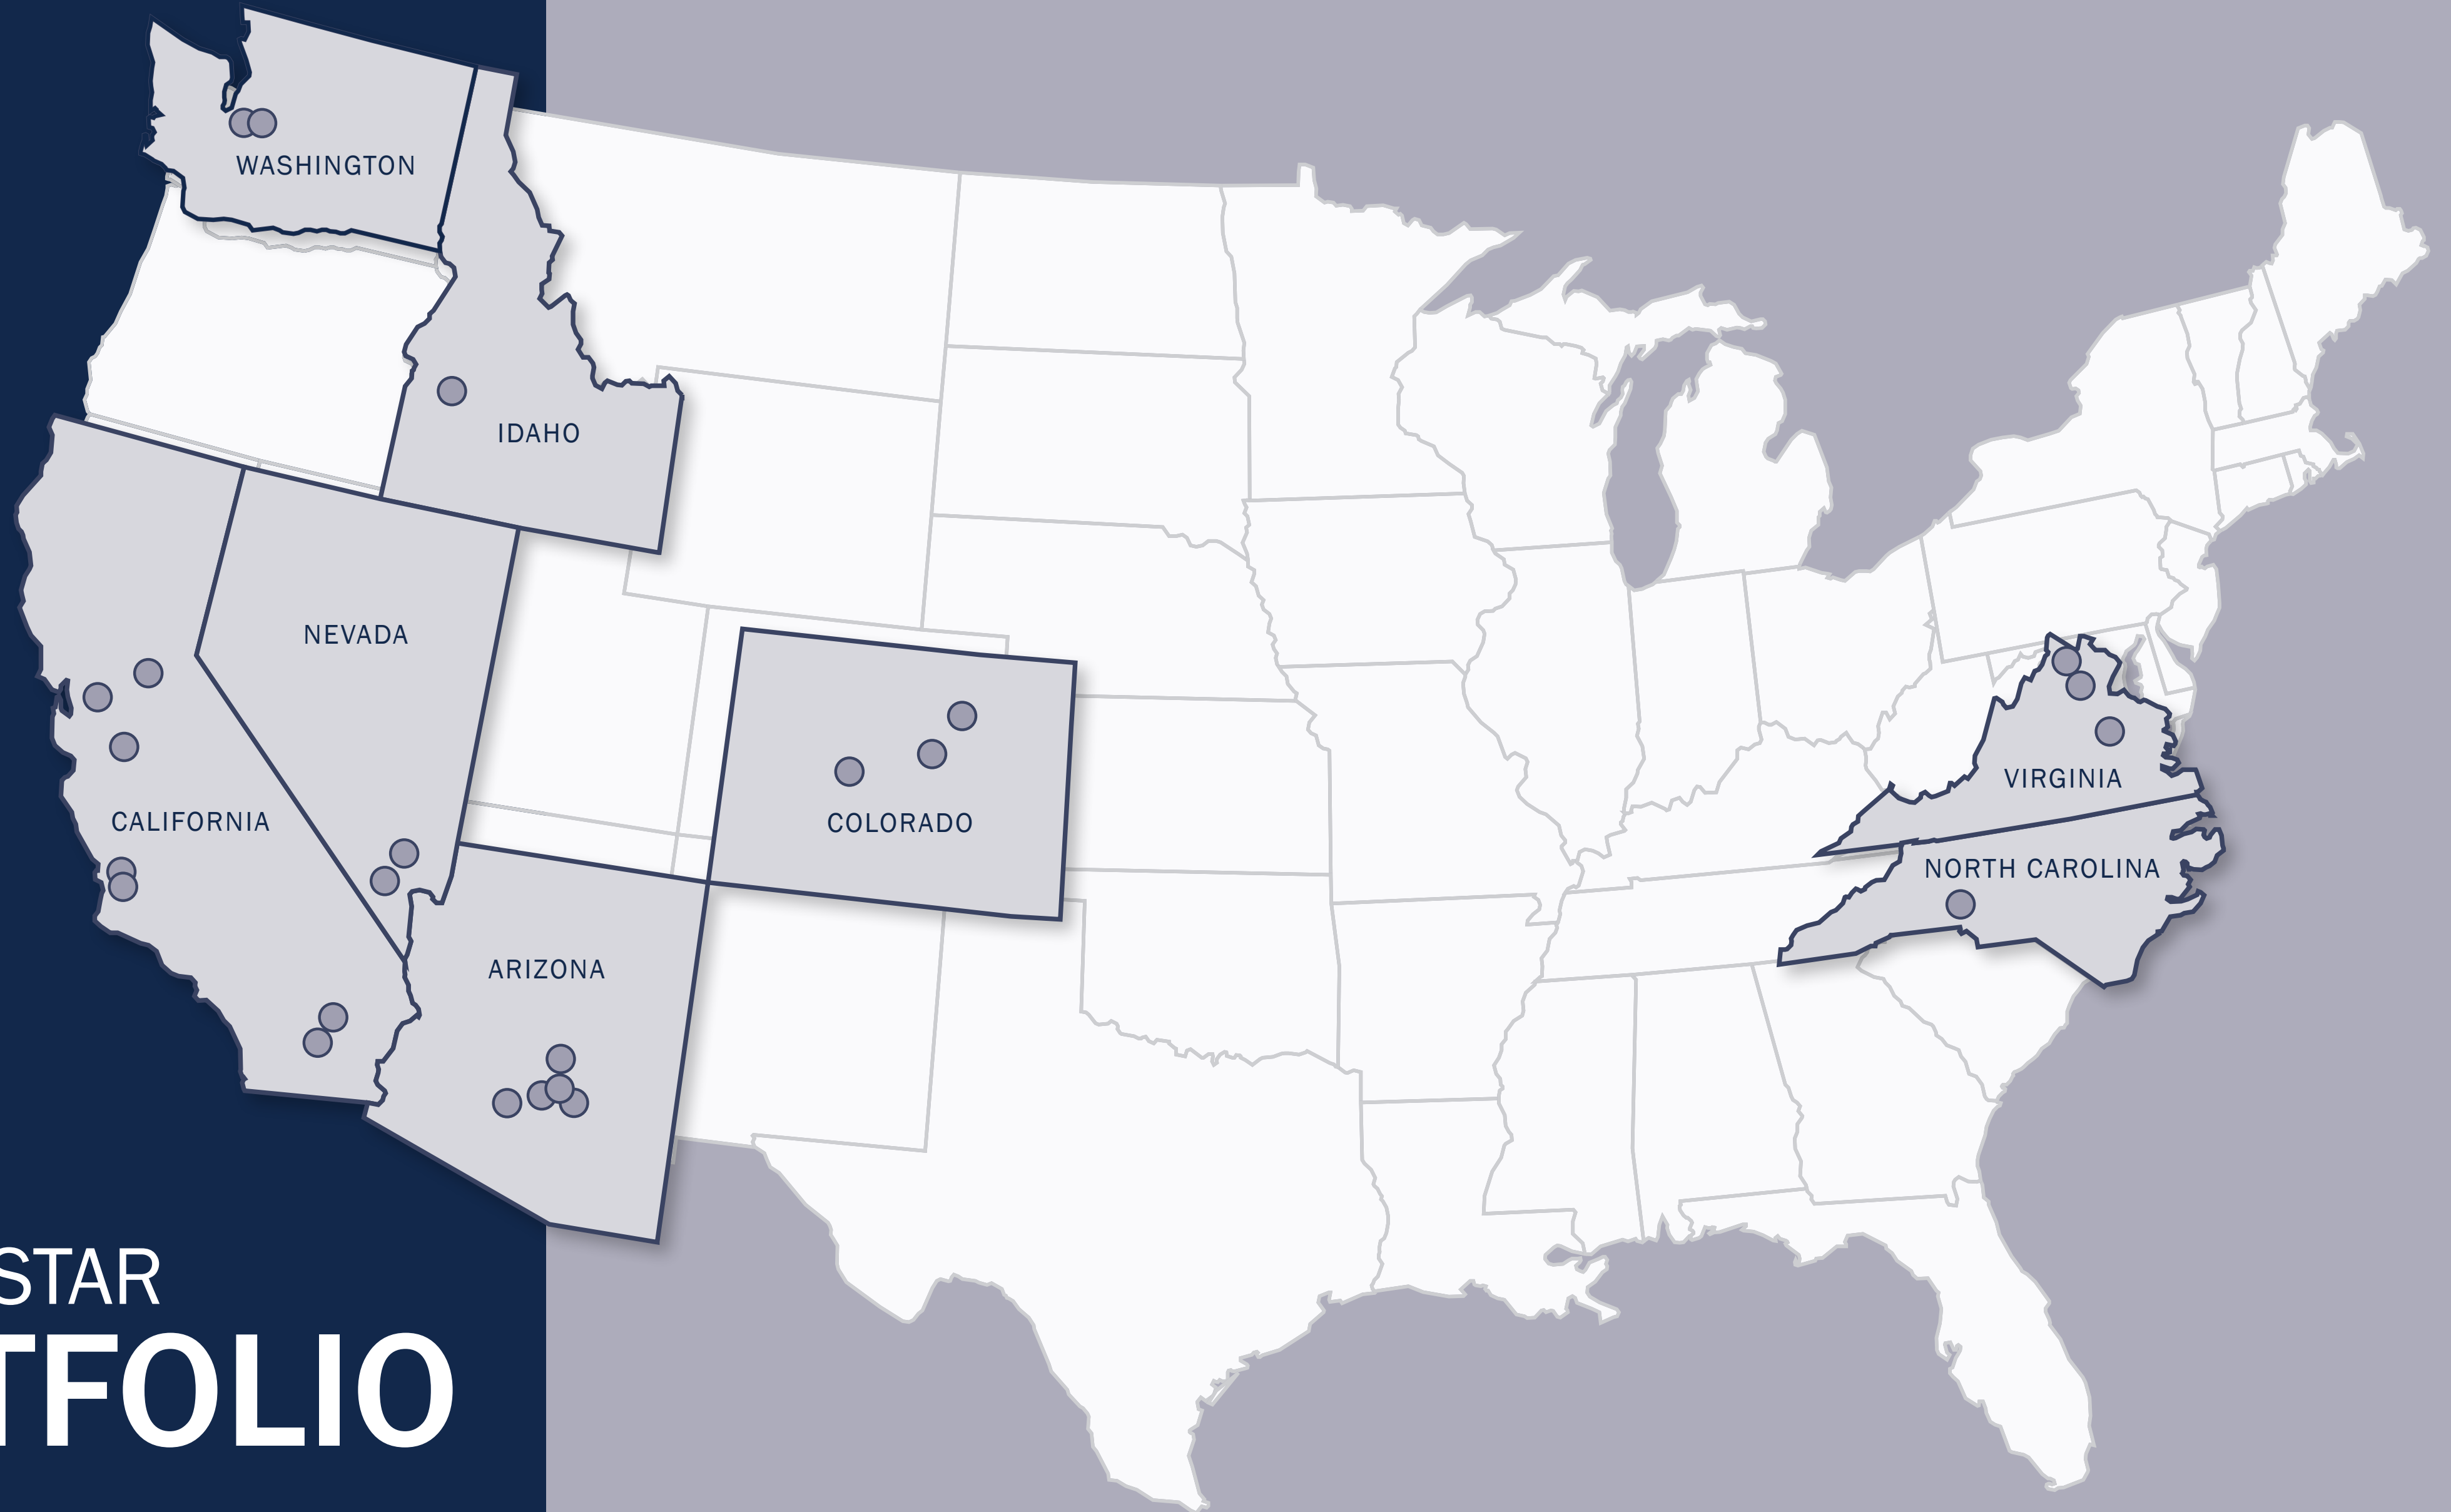 WASHINGTON
IDAHO
NEVADA
CALIFORNIA
COLORADO
VIRGINIA
NORTH CAROLINA
ARIZONA
STAR
TFOLIO